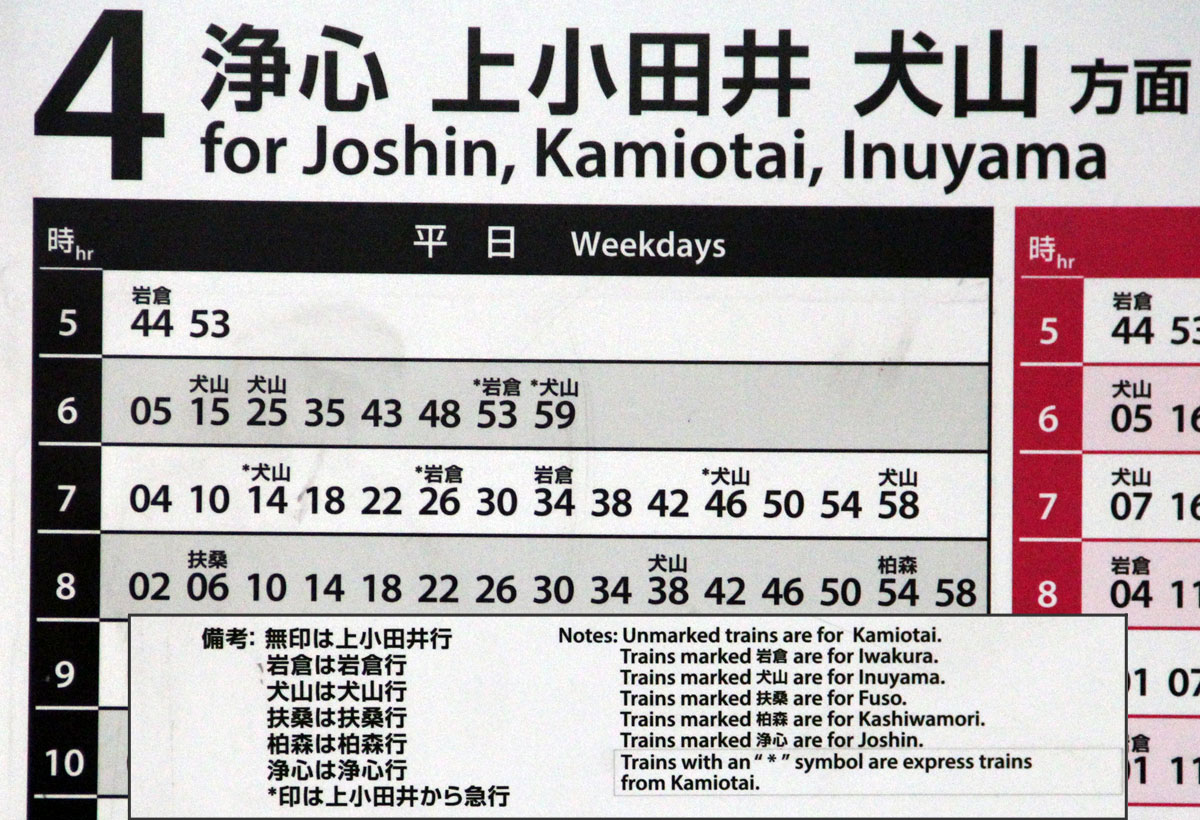 4 浄心 上小田井 犬山 方面
for Joshin, Kamiotai, Inuyama
時hr 平日 Weekdays
岩倉
5 44 53
犬山 犬山 *岩倉 *犬山
6 05 15 25 35 43 48 53 59
*犬山 *岩倉 岩倉 *犬山 犬山
7 04 10 14 18 22 26 30 34 38 42 46 50 54 58
扶桑 犬山 柏森
8 02 06 10 14 18 22 26 30 34 38 42 46 50 54 58
9
10
時hr
岩倉
5 44 53
犬山
6 05 16
犬山
7 07 16
岩倉
8 04 11
07
11
備考: 無印は上小田井行
岩倉は岩倉行
犬山は犬山行
扶桑は扶桑行
柏森は柏森行
浄心は浄心行
*印は上小田井から急行
Notes: Unmarked trains are for Kamiotai.
Trains marked 岩倉 are for Iwakura.
Trains marked 犬山 are for Inuyama.
Trains marked 扶桑 are for Fuso.
Trains marked 柏森 are for Kashiwamori.
Trains marked 浄心 are for Joshin.
Trains with an “ * ” symbol are express trains
from Kamiotai.